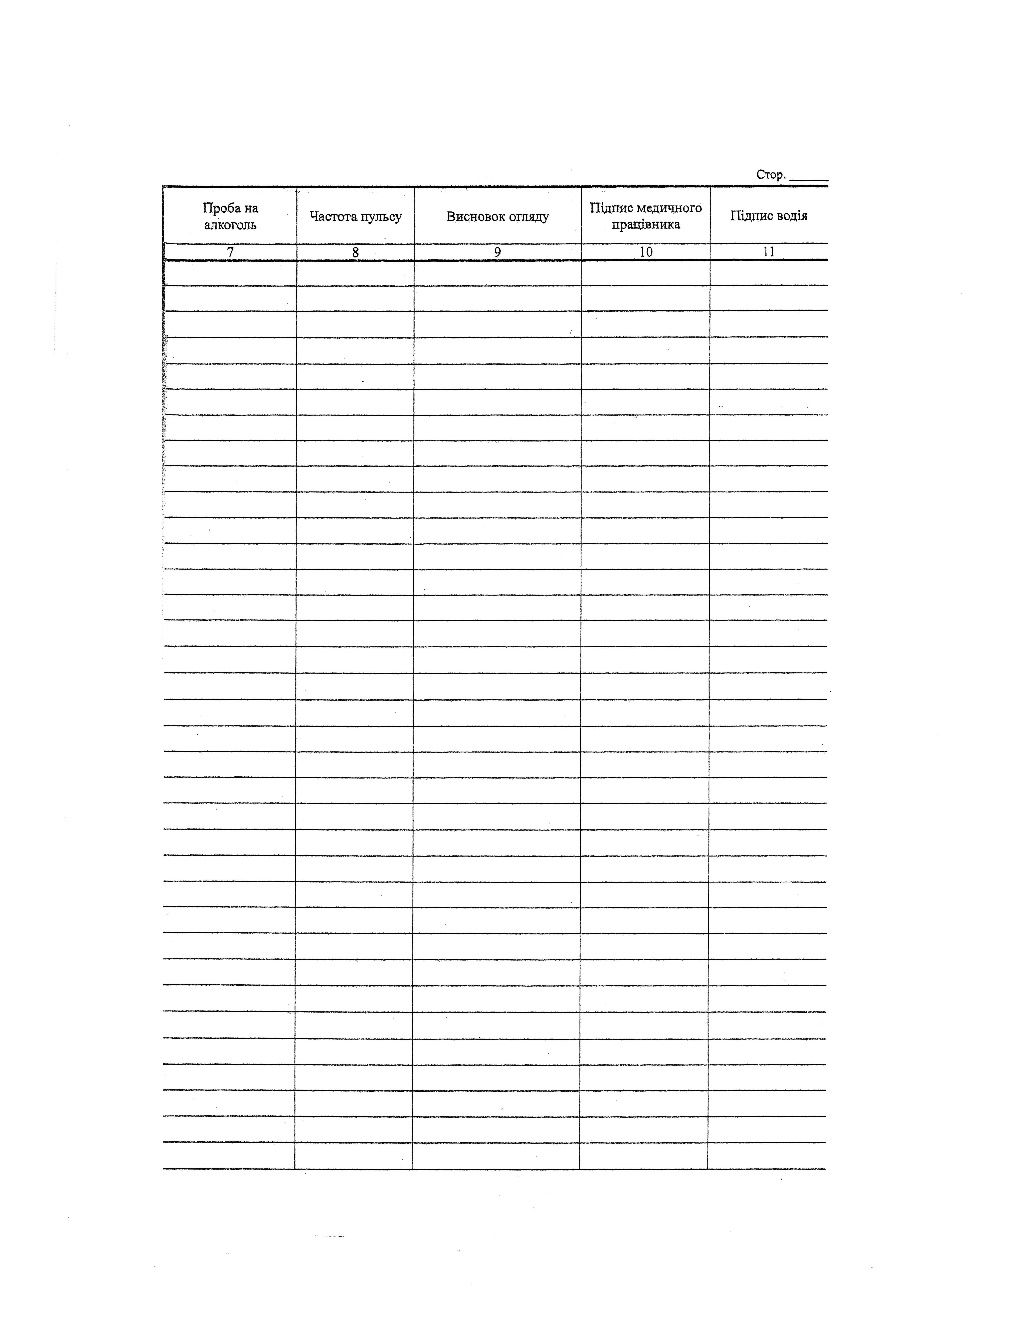 Стор. ______
Проба на
алкоголь
Частота пульсу
Висновок огляду
Підпис медичного
працівника
Підпис водія
7 8 9 10 11